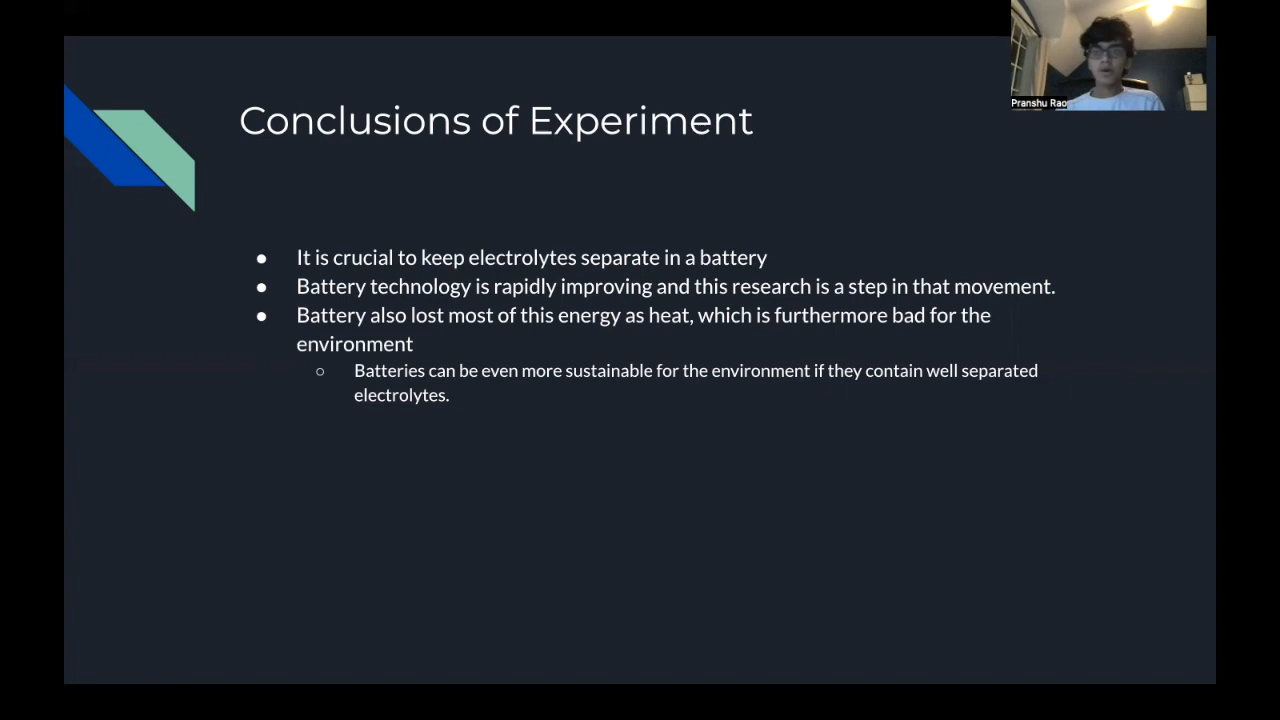 Pranshu Rao
Conclusions of Experiment
● It is crucial to keep electrolytes separate in a battery
● Battery technology is rapidly improving and this research is a step in that movement.
● Battery also lost most of this energy as heat, which is furthermore bad for the
environment
○ Batteries can be even more sustainable for the environment if they contain well separated
electrolytes.